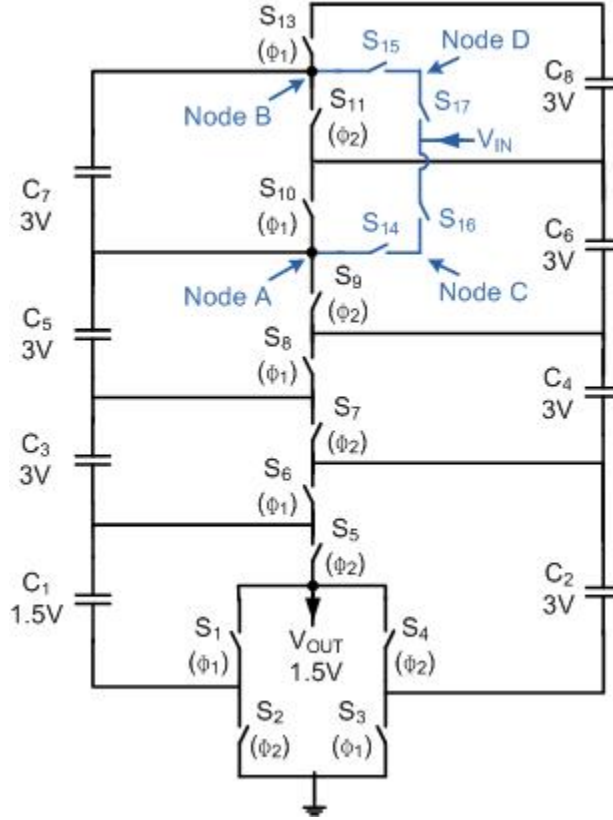 S13
(ϕ1)
S15
Node D
C8
3V
Node B
S11
(ϕ2)
S17
VIN
C7
3V
S10
(ϕ1)
S14
S16
C6
3V
Node A
S9
(ϕ2)
Node C
C5
3V
S8
(ϕ1)
C4
3V
S7
(ϕ2)
C3
3V
S6
(ϕ1)
S5
(ϕ2)
C1
1.5V
C2
3V
S1
(ϕ1)
VOUT
1.5V
S4
(ϕ2)
S2
(ϕ2)
S3
(ϕ1)